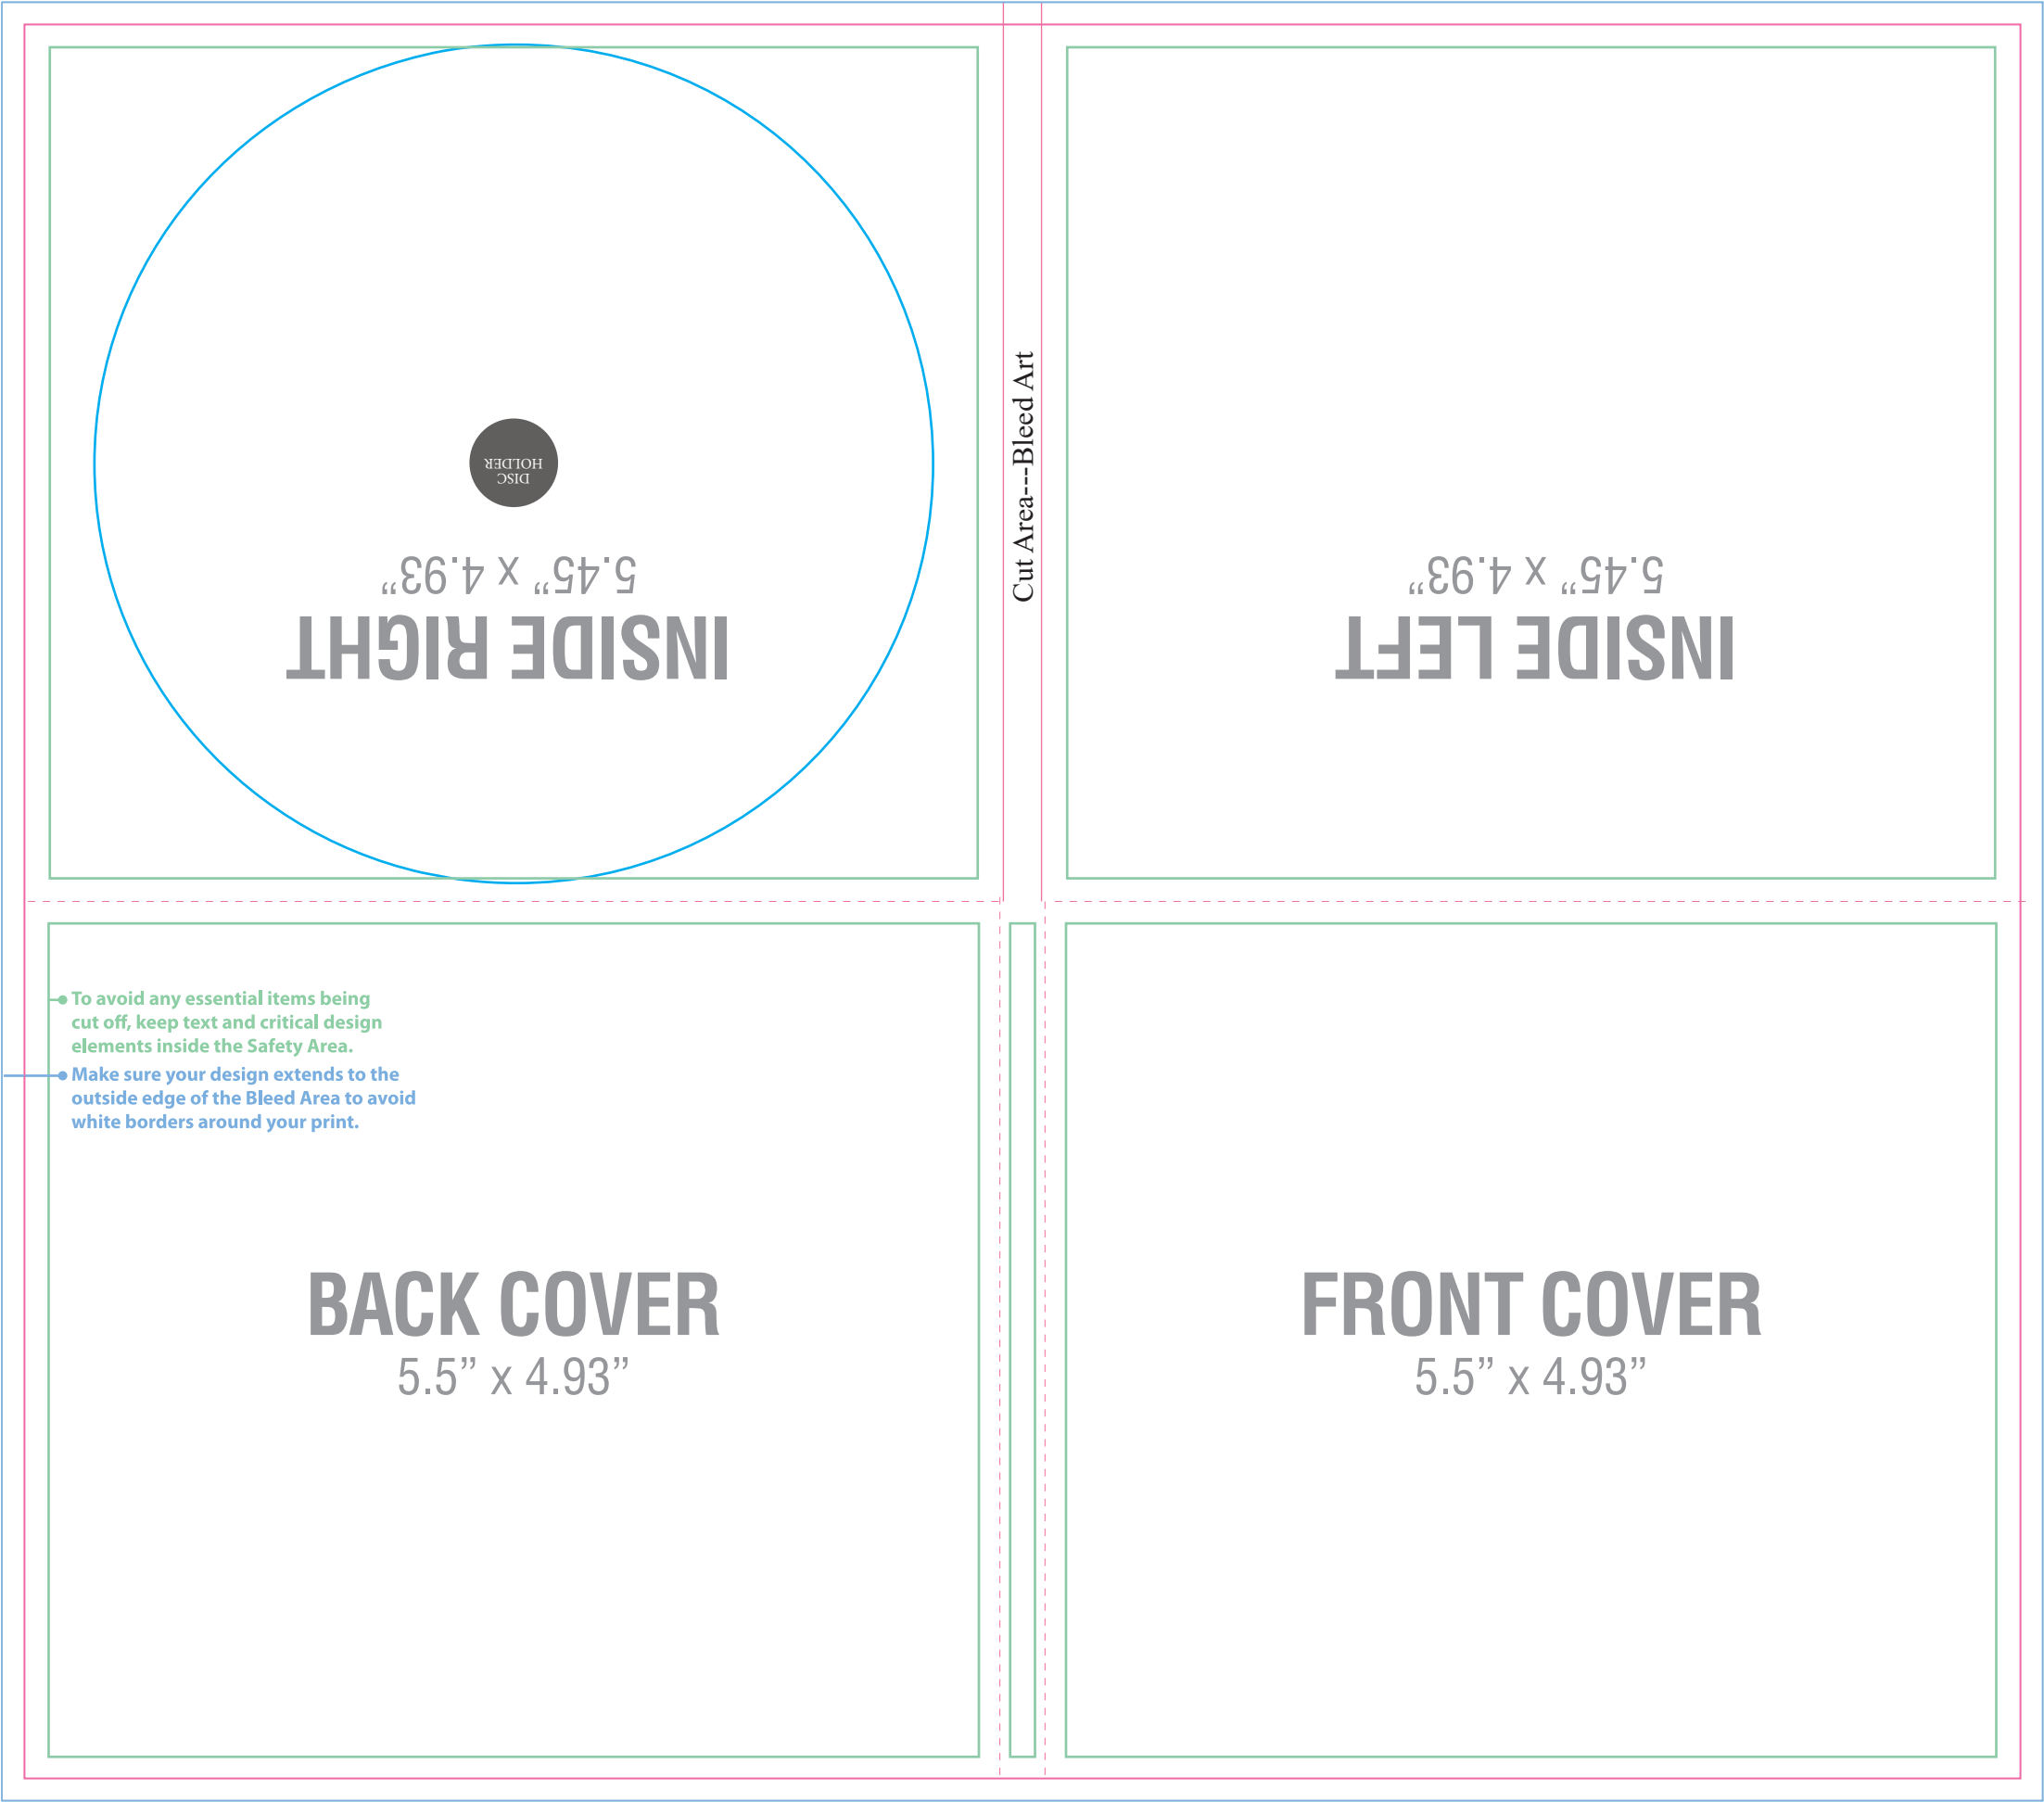 INSIDE RIGHT
5.45” x 4.93”
DISC
HOLDER
Cut Area---Bleed Art
INSIDE LEFT
5.45” x 4.93”
To avoid any essential items being
cut off, keep text and critical design
elements inside the Safety Area.
Make sure your design extends to the
outside edge of the Bleed Area to avoid
white borders around your print.
BACK COVER
5.5” x 4.93”
FRONT COVER
5.5” x 4.93”